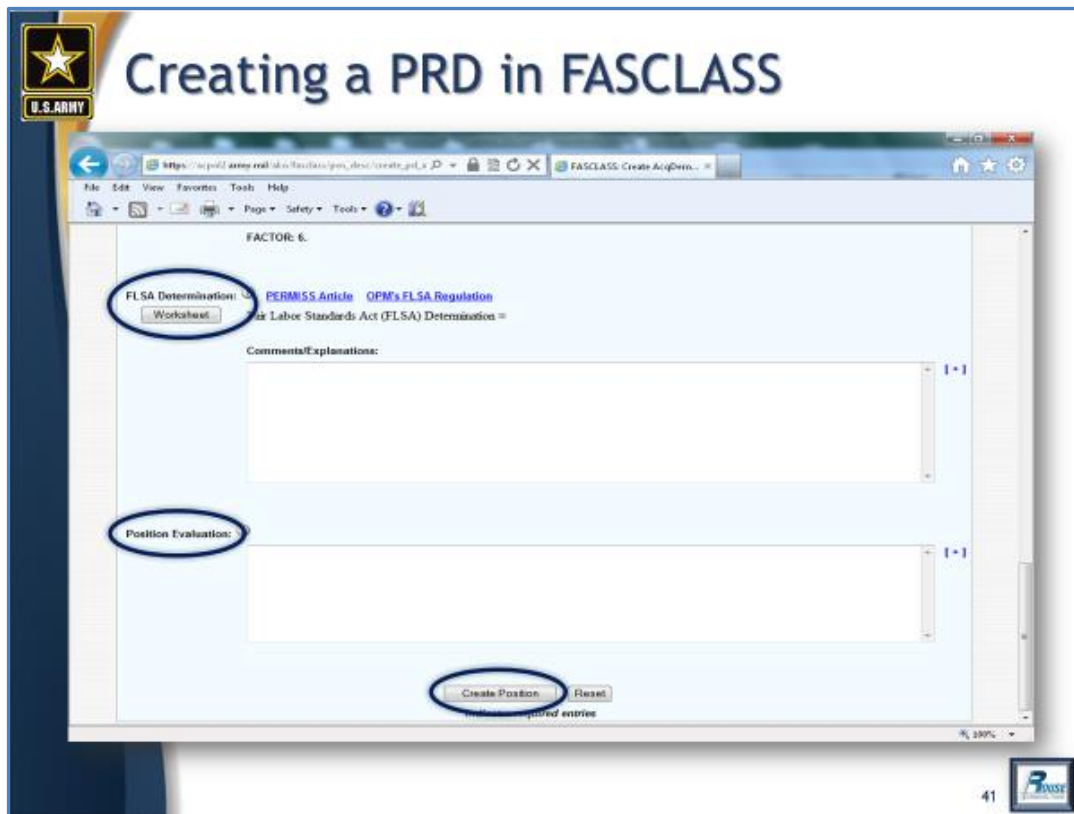 U.S.ARMY
Creating a PRD in FASCLASS
FASCLASS: Create AcqDem...
File Edit View Favorites Tools Help
Page Safety Tools
FACTOR: 6.
FLSA Determination: PERMISS Article OPM's FLSA Regulation
Worksheet Fair Labor Standards Act (FLSA) Determination =
Comments/Explanations:
[+]
Position Evaluation:
[+]
Create Position Reset
entries
100%
41